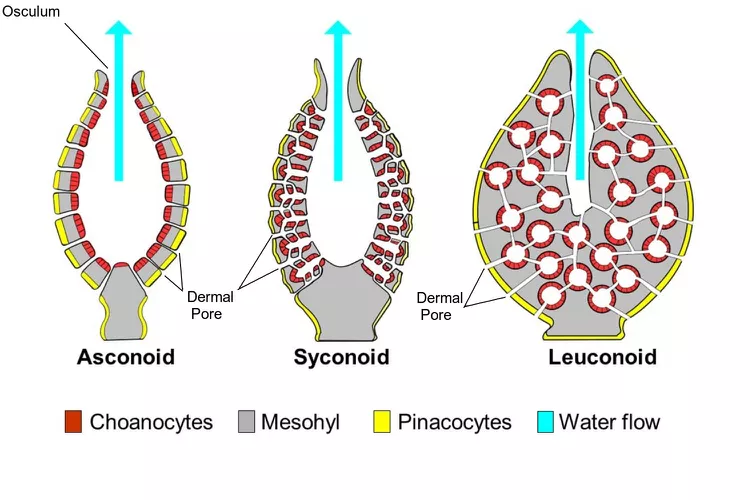 Osculum
Dermal
Pore
Dermal
Pore
Asconoid
Syconoid
Leuconoid
Choanocytes
Mesohyl
Pinacocytes
Water flow